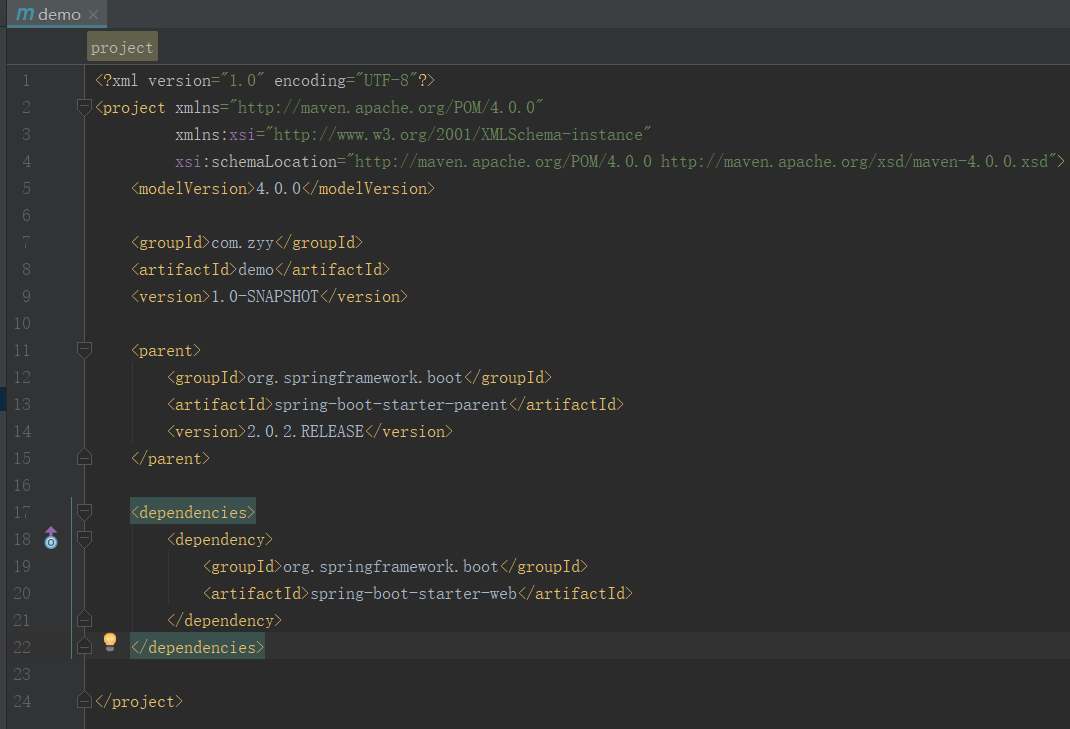 m demo ×
project
1 <?xml version="1.0" encoding="UTF-8"?>
2 <project xmlns="http://maven.apache.org/POM/4.0.0"
3          xmlns:xsi="http://www.w3.org/2001/XMLSchema-instance"
4          xsi:schemaLocation="http://maven.apache.org/POM/4.0.0 http://maven.apache.org/xsd/maven-4.0.0.xsd">
5     <modelVersion>4.0.0</modelVersion>
6
7     <groupId>com.zyy</groupId>
8     <artifactId>demo</artifactId>
9     <version>1.0-SNAPSHOT</version>
10
11     <parent>
12         <groupId>org.springframework.boot</groupId>
13         <artifactId>spring-boot-starter-parent</artifactId>
14         <version>2.0.2.RELEASE</version>
15     </parent>
16
17     <dependencies>
18         <dependency>
19             <groupId>org.springframework.boot</groupId>
20             <artifactId>spring-boot-starter-web</artifactId>
21         </dependency>
22     </dependencies>
23
24 </project>